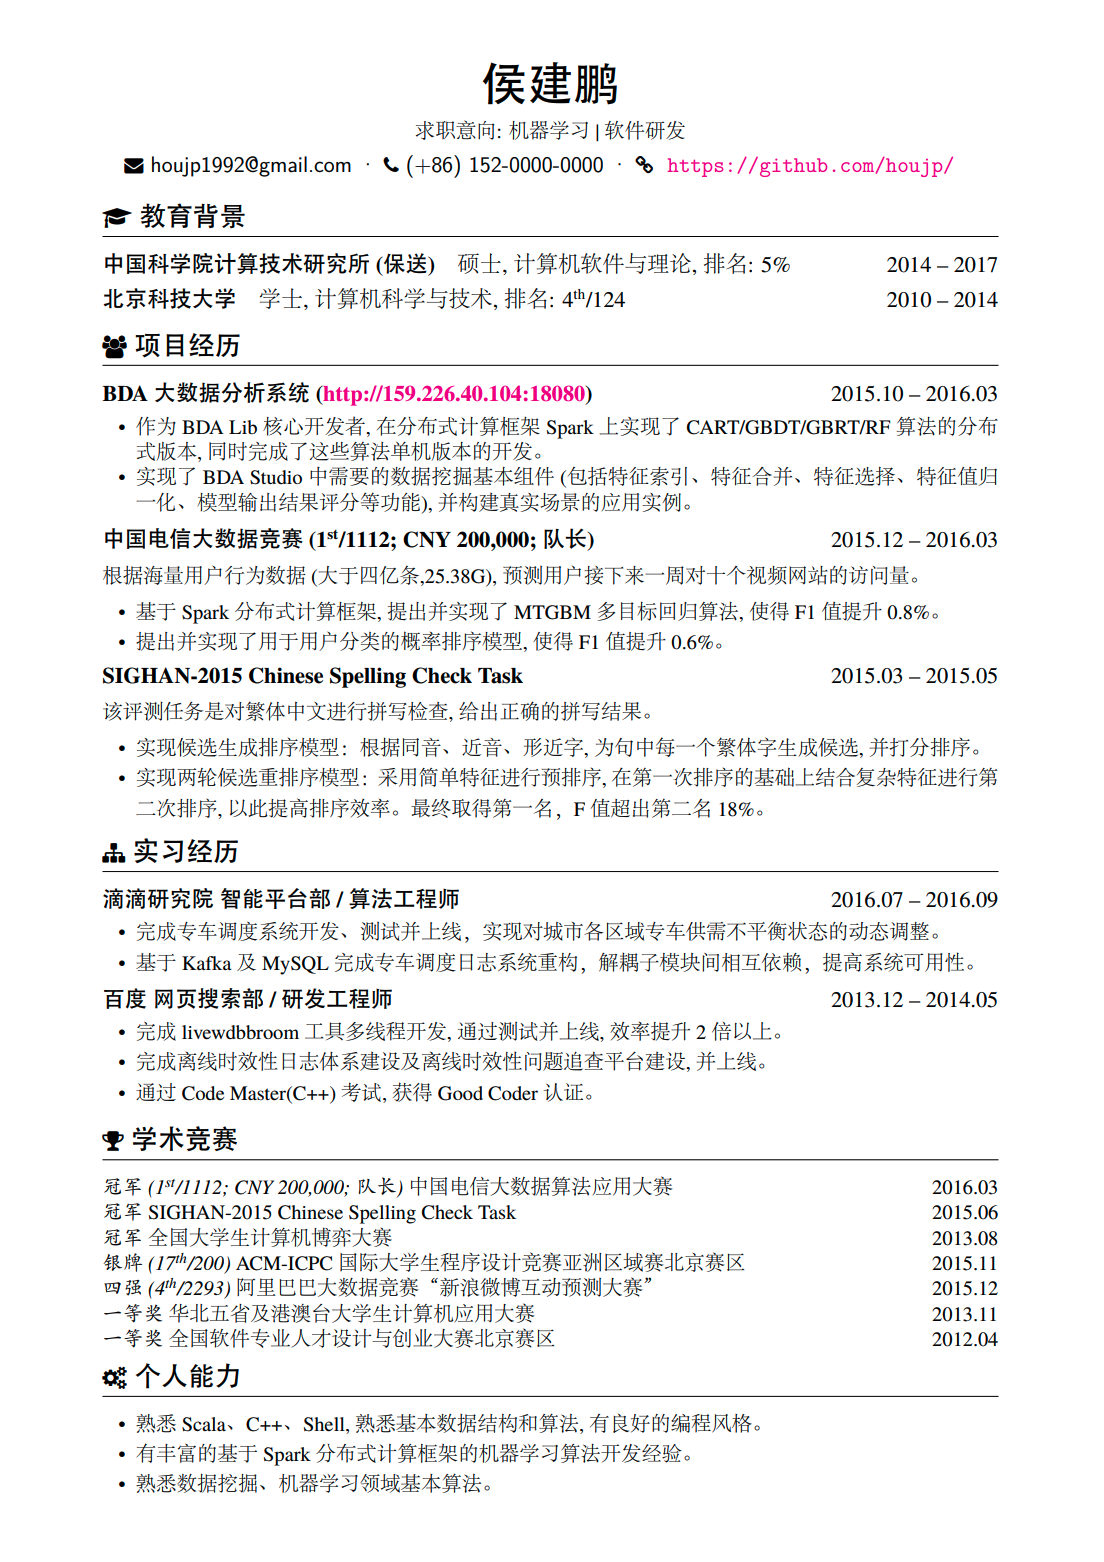 侯建鹏
求职意向: 机器学习 | 软件研发
houjp1992@gmail.com · (+86) 152-0000-0000 · https://github.com/houjp/
教育背景
中国科学院计算技术研究所 (保送) 硕士, 计算机软件与理论, 排名: 5% 2014 – 2017
北京科技大学 学士, 计算机科学与技术, 排名: 4th/124 2010 – 2014
项目经历
BDA 大数据分析系统 (http://159.226.40.104:18080) 2015.10 – 2016.03
• 作为 BDA Lib 核心开发者, 在分布式计算框架 Spark 上实现了 CART/GBDT/GBRT/RF 算法的分布
式版本, 同时完成了这些算法单机版本的开发。
• 实现了 BDA Studio 中需要的数据挖掘基本组件 (包括特征索引、特征合并、特征选择、特征值归
一化、模型输出结果评分等功能), 并构建真实场景的应用实例。
中国电信大数据竞赛 (1st/1112; CNY 200,000; 队长) 2015.12 – 2016.03
根据海量用户行为数据 (大于四亿条,25.38G), 预测用户接下来一周对十个视频网站的访问量。
• 基于 Spark 分布式计算框架, 提出并实现了 MTGBM 多目标回归算法, 使得 F1 值提升 0.8%。
• 提出并实现了用于用户分类的概率排序模型, 使得 F1 值提升 0.6%。
SIGHAN-2015 Chinese Spelling Check Task 2015.03 – 2015.05
该评测任务是对繁体中文进行拼写检查, 给出正确的拼写结果。
• 实现候选生成排序模型：根据同音、近音、形近字, 为句中每一个繁体字生成候选, 并打分排序。
• 实现两轮候选重排序模型：采用简单特征进行预排序, 在第一次排序的基础上结合复杂特征进行第
二次排序, 以此提高排序效率。最终取得第一名，F 值超出第二名 18%。
实习经历
滴滴研究院 智能平台部 / 算法工程师 2016.07 – 2016.09
• 完成专车调度系统开发、测试并上线，实现对城市各区域专车供需不平衡状态的动态调整。
• 基于 Kafka 及 MySQL 完成专车调度日志系统重构，解耦子模块间相互依赖，提高系统可用性。
百度 网页搜索部 / 研发工程师 2013.12 – 2014.05
• 完成 livewdbbroom 工具多线程开发, 通过测试并上线, 效率提升 2 倍以上。
• 完成离线时效性日志体系建设及离线时效性问题追查平台建设, 并上线。
• 通过 Code Master(C++) 考试, 获得 Good Coder 认证。
学术竞赛
冠军 (1st/1112; CNY 200,000; 队长) 中国电信大数据算法应用大赛 2016.03
冠军 SIGHAN-2015 Chinese Spelling Check Task 2015.06
冠军 全国大学生计算机博弈大赛 2013.08
银牌 (17th/200) ACM-ICPC 国际大学生程序设计竞赛亚洲区域赛北京赛区 2015.11
四强 (4th/2293) 阿里巴巴大数据竞赛“新浪微博互动预测大赛” 2015.12
一等奖 华北五省及港澳台大学生计算机应用大赛 2013.11
一等奖 全国软件专业人才设计与创业大赛北京赛区 2012.04
个人能力
• 熟悉 Scala、C++、Shell, 熟悉基本数据结构和算法, 有良好的编程风格。
• 有丰富的基于 Spark 分布式计算框架的机器学习算法开发经验。
• 熟悉数据挖掘、机器学习领域基本算法。